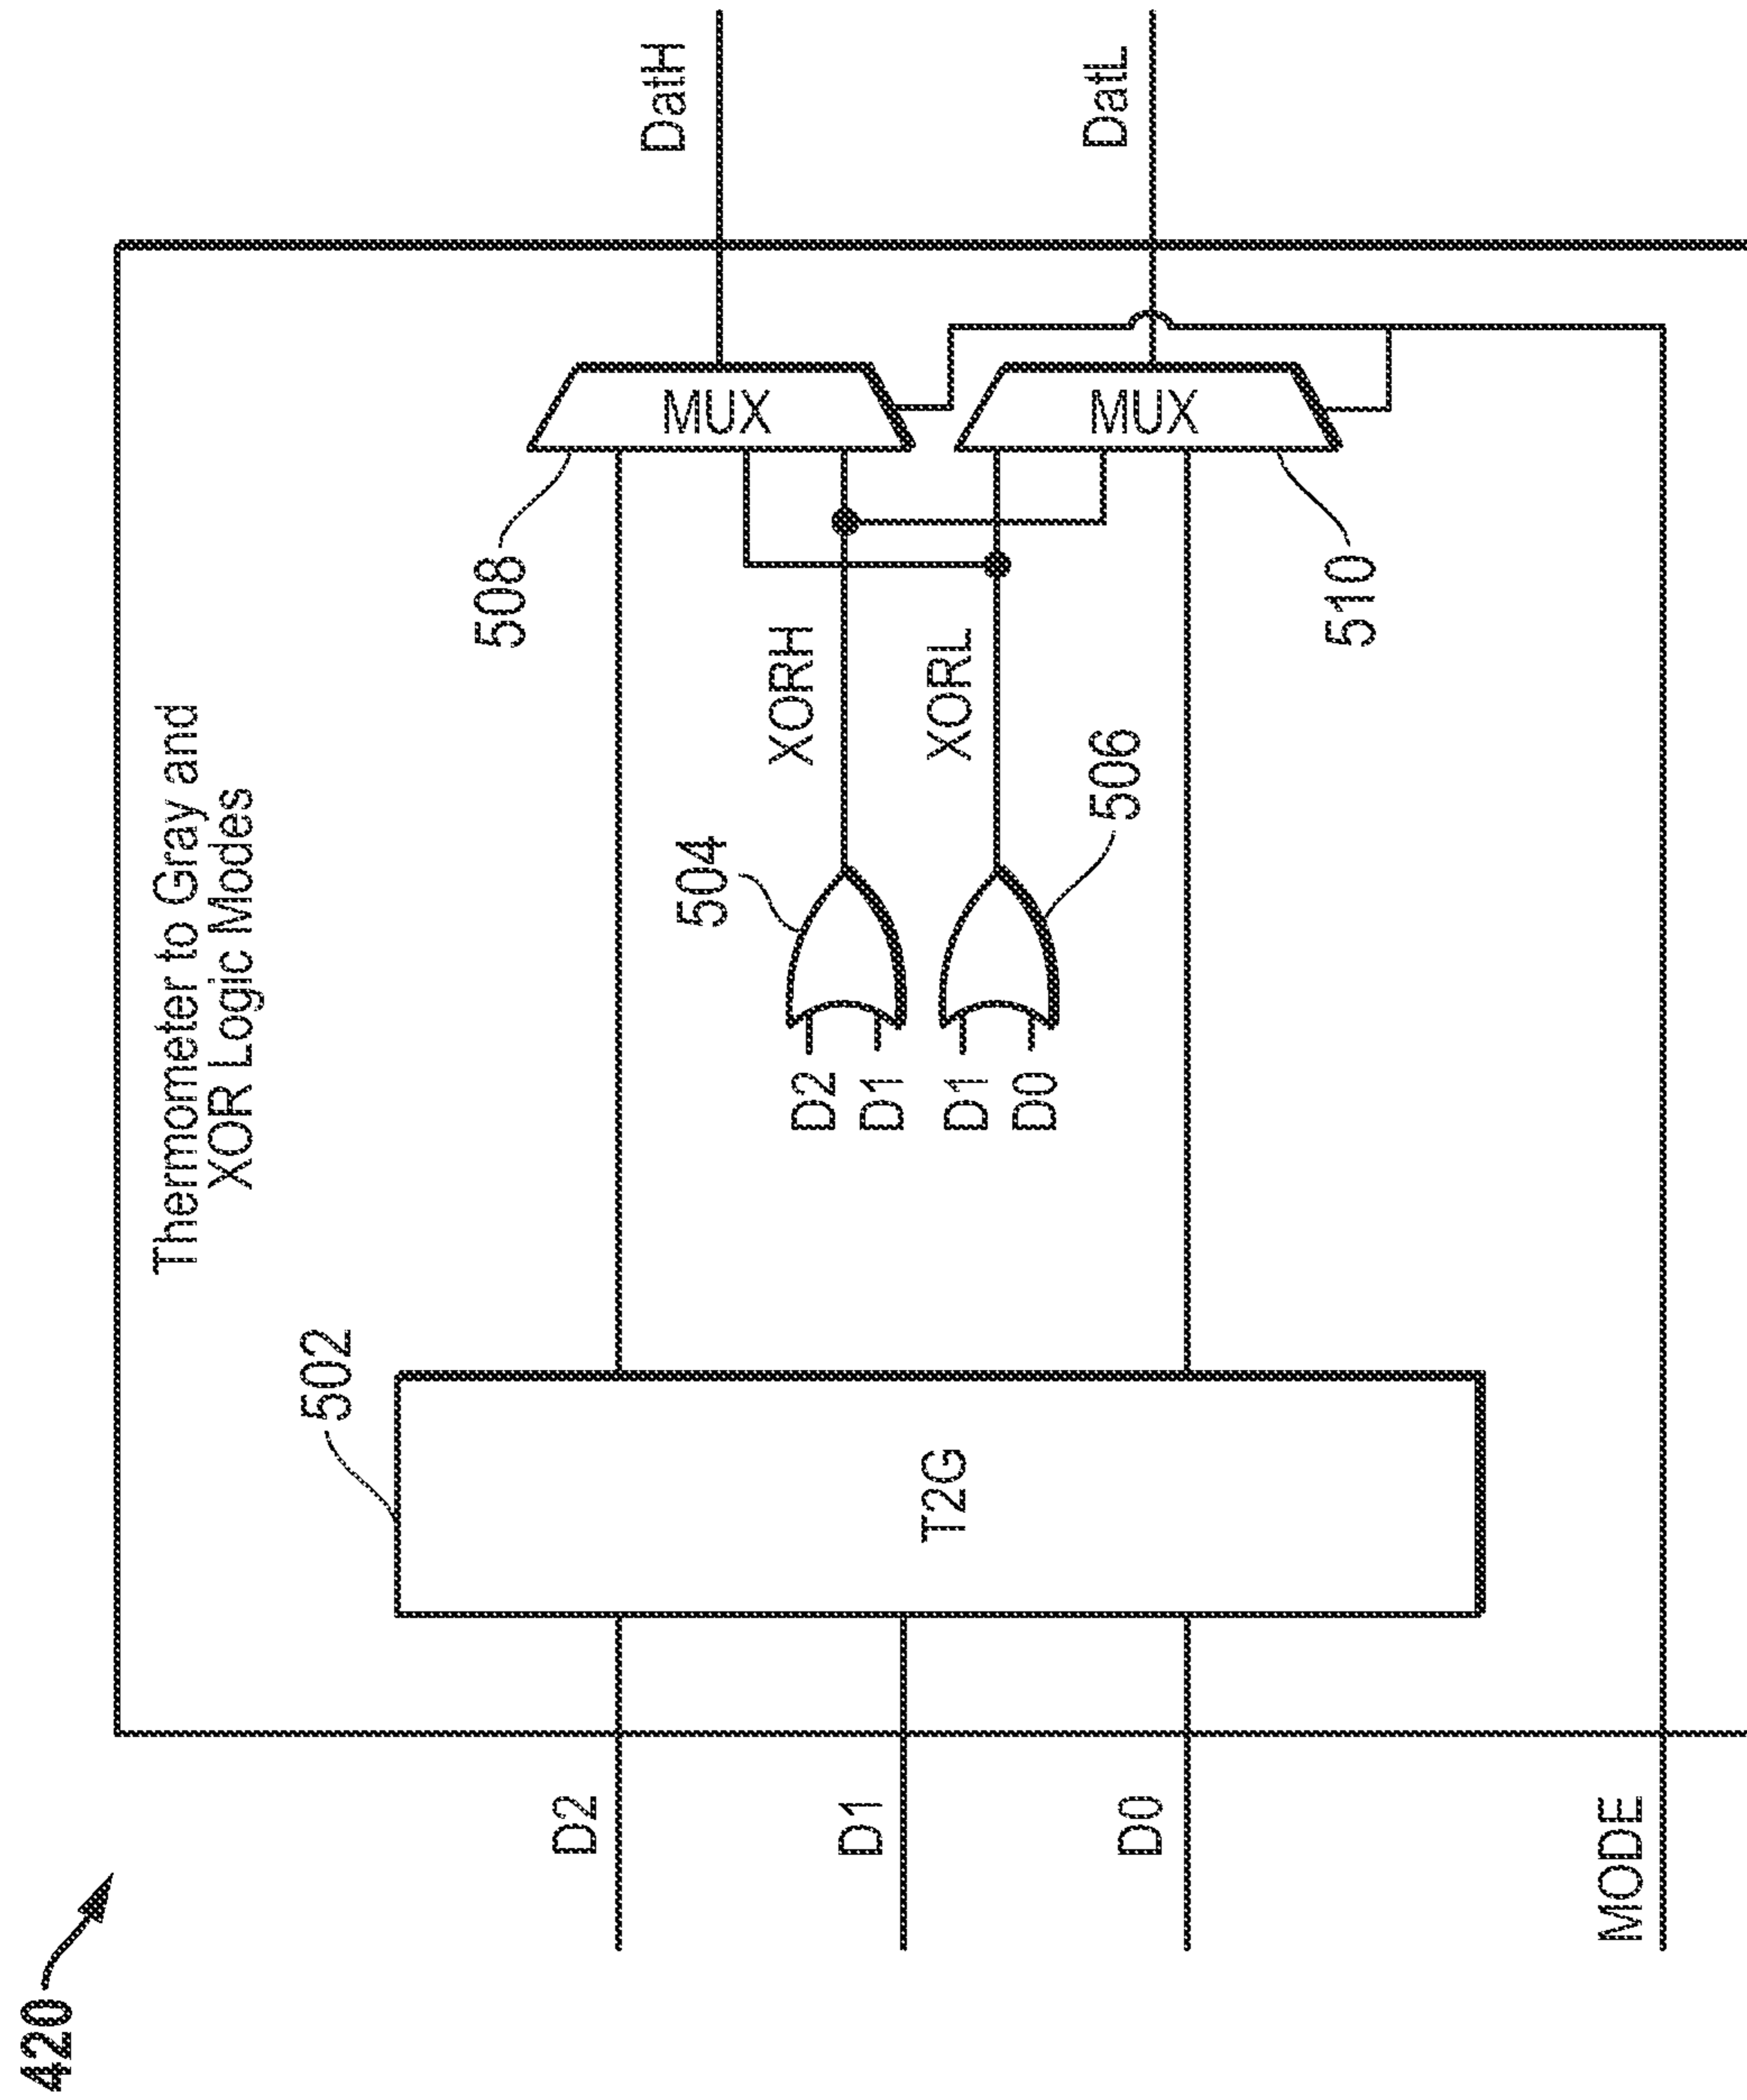 420
Thermometer to Gray and
XOR Logic Modes
502
T2G
D2
D1
D0
MODE
504
D2
D1
XORH
506
D1
D0
XORL
508
MUX
510
MUX
DatH
DatL